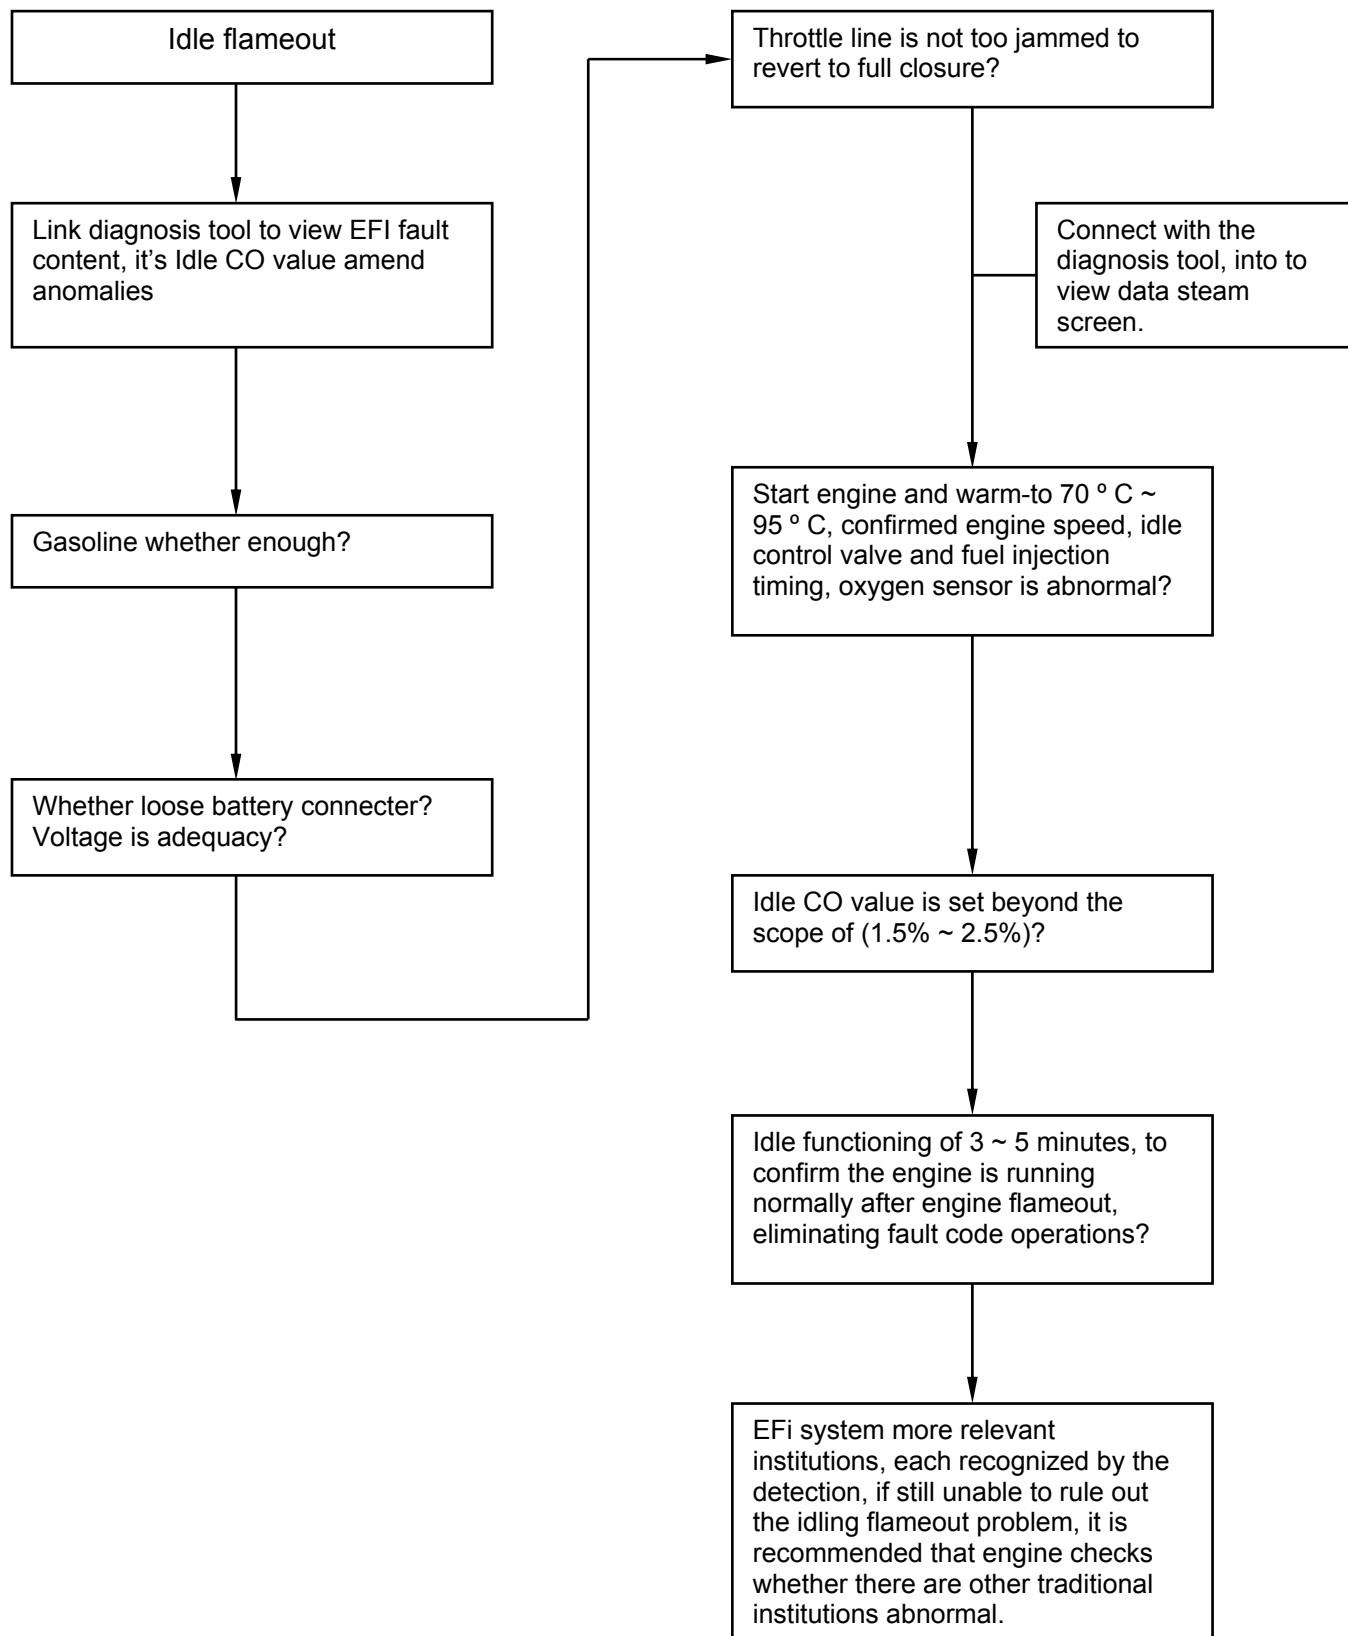 Idle flameout
Link diagnosis tool to view EFI fault
content, it's Idle CO value amend
anomalies
Gasoline whether enough?
Whether loose battery connecter?
Voltage is adequacy?
Throttle line is not too jammed to
revert to full closure?
Connect with the
diagnosis tool, into to
view data steam
screen.
Start engine and warm-to 70 º C ~
95 º C, confirmed engine speed, idle
control valve and fuel injection
timing, oxygen sensor is abnormal?
Idle CO value is set beyond the
scope of (1.5% ~ 2.5%)?
Idle functioning of 3 ~ 5 minutes, to
confirm the engine is running
normally after engine flameout,
eliminating fault code operations?
EFi system more relevant
institutions, each recognized by the
detection, if still unable to rule out
the idling flameout problem, it is
recommended that engine checks
whether there are other traditional
institutions abnormal.